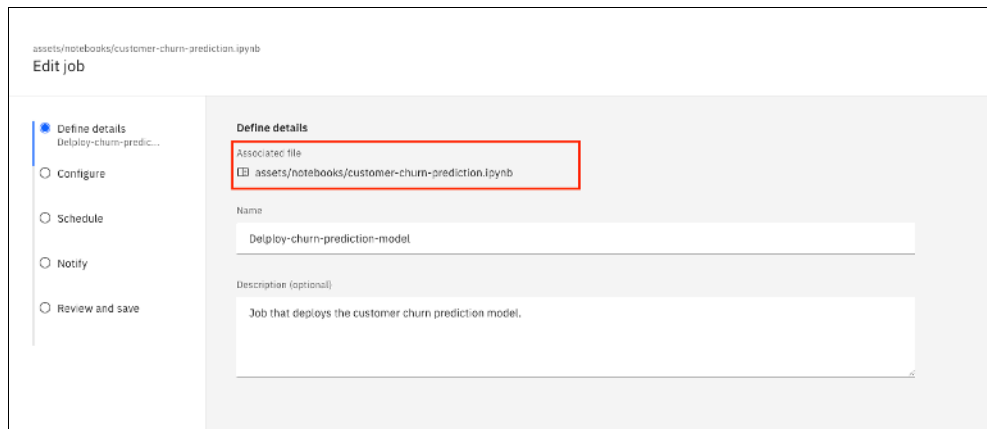 assets/notebooks/customer-churn-prediction.ipynb
Edit job
Define details
Delploy-churn-predic...
Configure
Schedule
Notify
Review and save
Define details
Associated file
assets/notebooks/customer-churn-prediction.ipynb
Name
Delploy-churn-prediction-model
Description (optional)
Job that deploys the customer churn prediction model.